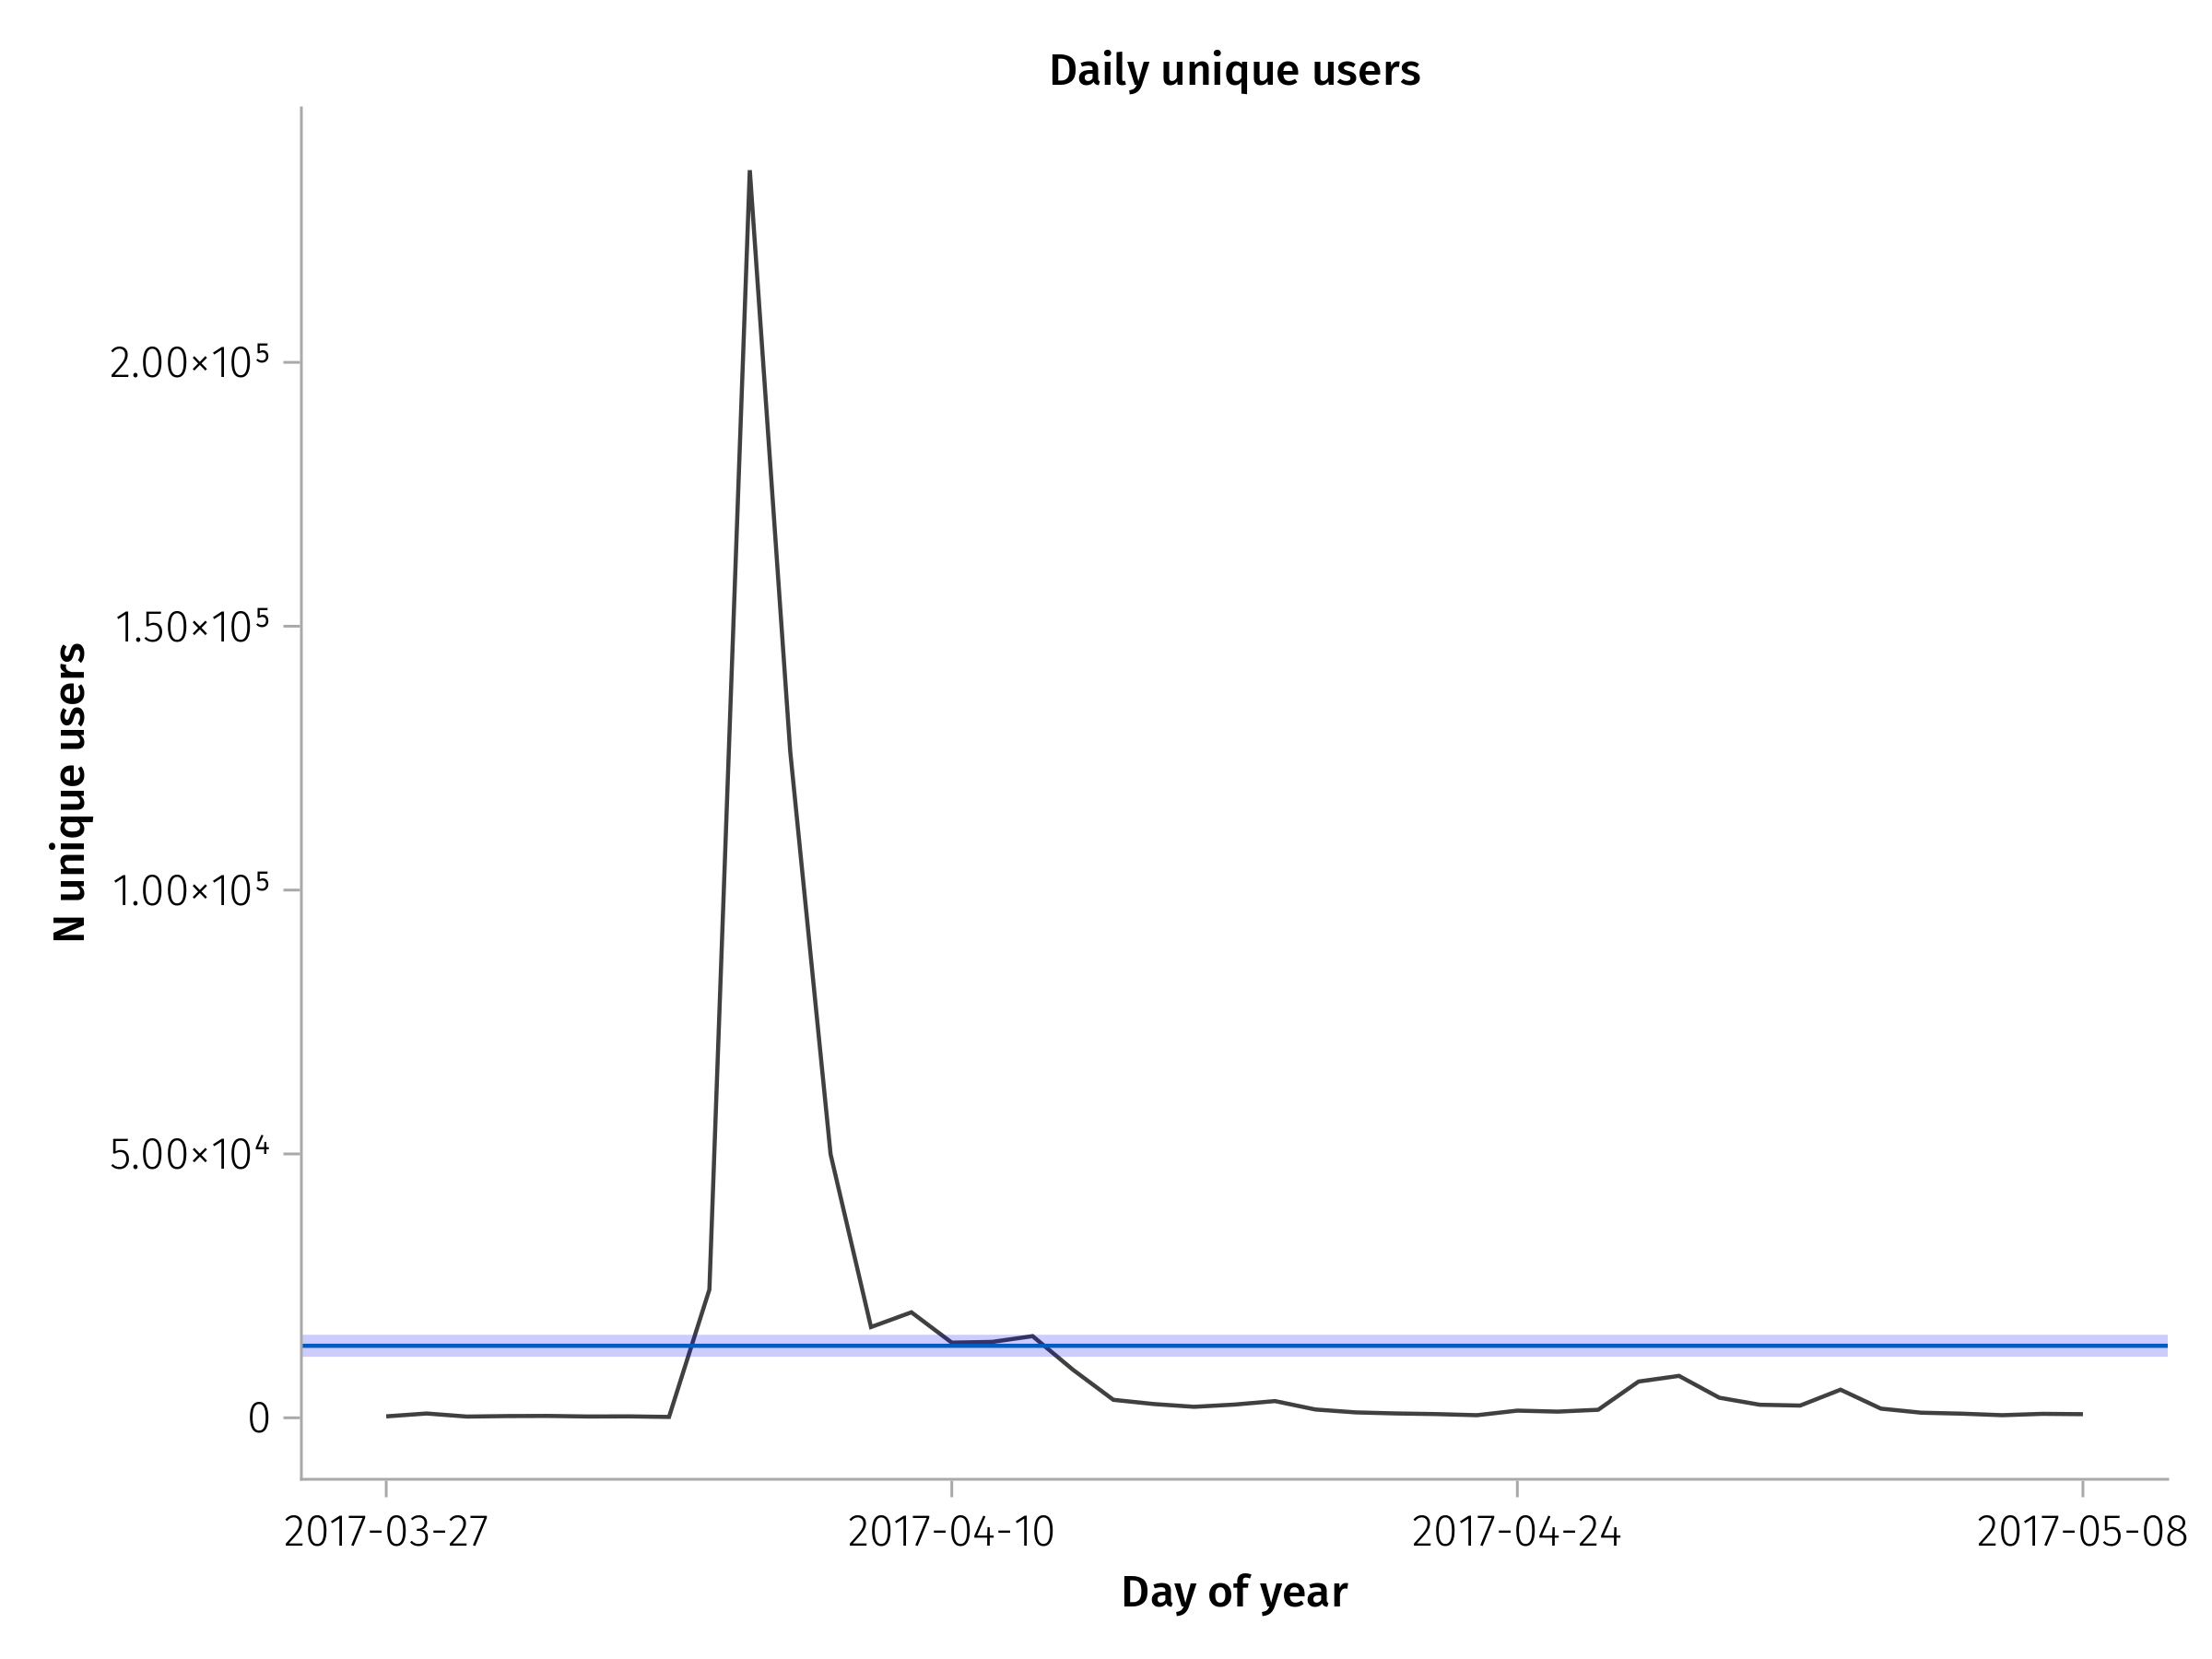 Daily unique users
N unique users
2.00×10⁵
1.50×10⁵
1.00×10⁵
5.00×10⁴
0
2017-03-27 2017-04-10 2017-04-24 2017-05-08
Day of year